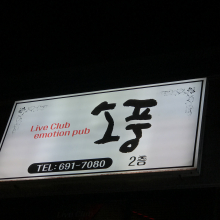 Live Club
emotion pub
소풍
TEL: 691-7080
2층